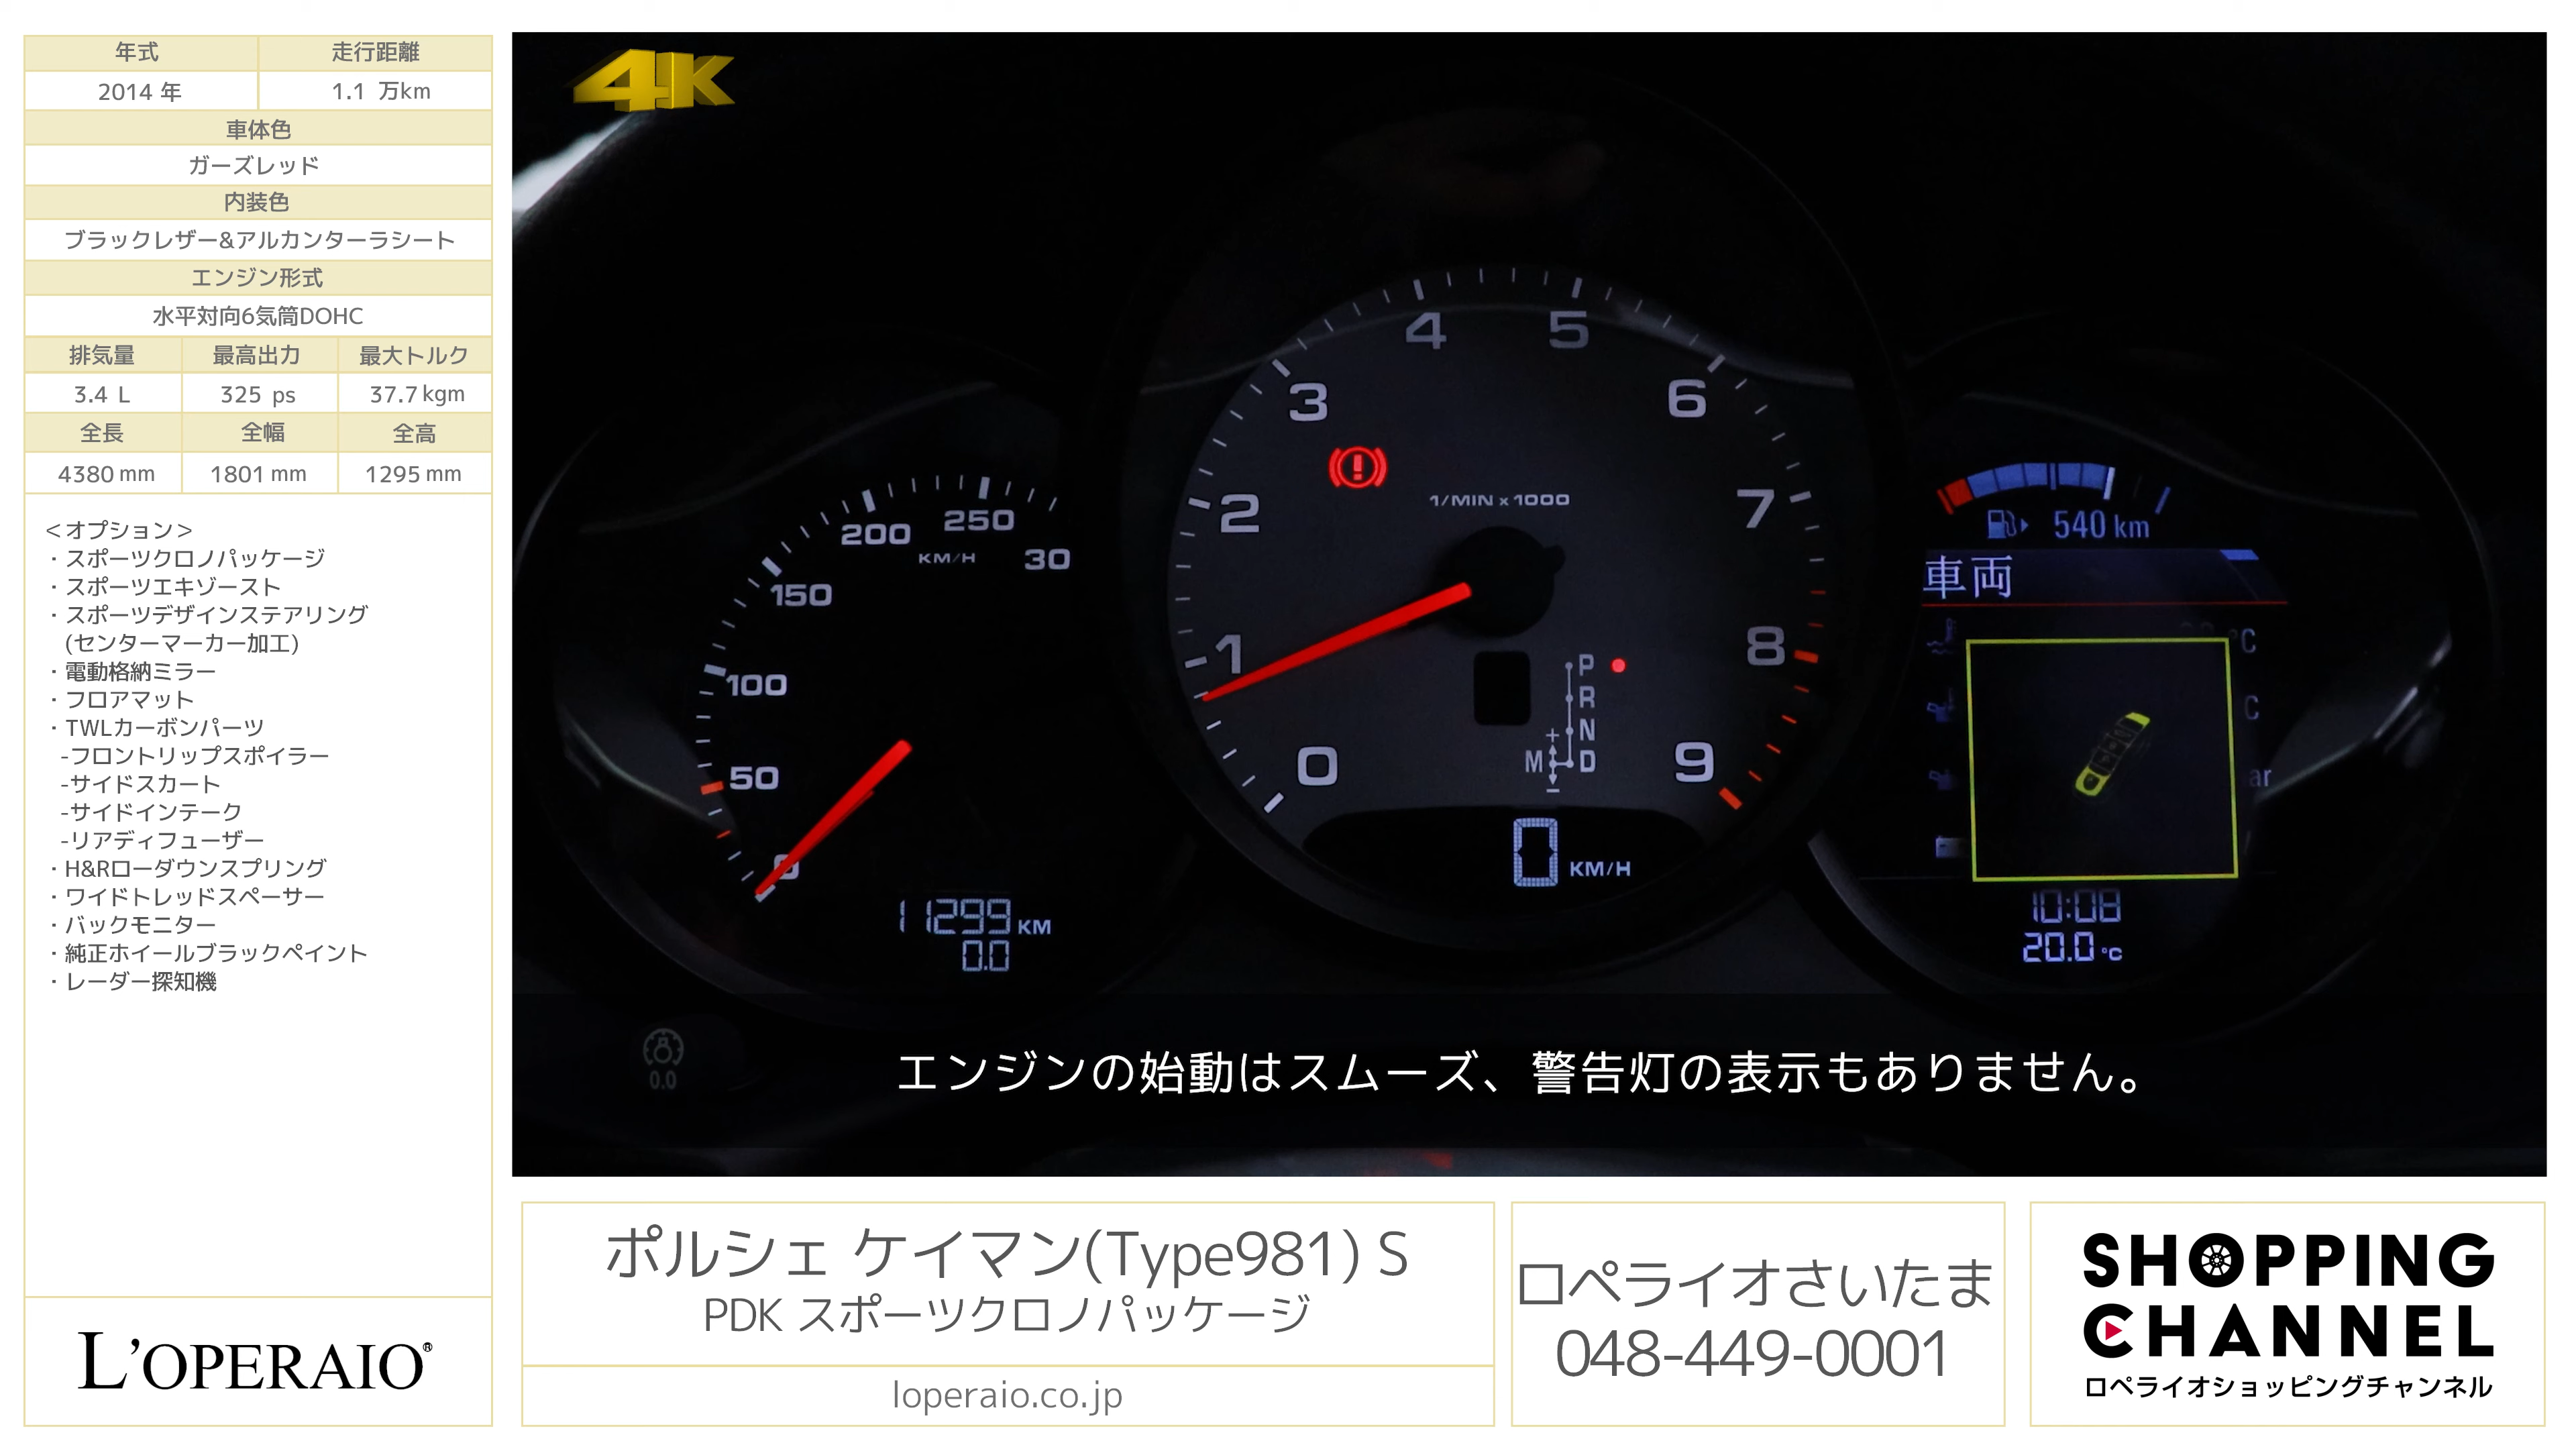 年式 走行距離
2014 年 1.1 万km
車体色
ガーズレッド
内装色
ブラックレザー&アルカンターラシート
エンジン形式
水平対向6気筒DOHC
排気量 最高出力 最大トルク
3.4 L 325 ps 37.7 kgm
全長 全幅 全高
4380 mm 1801 mm 1295 mm
＜オプション＞
・スポーツクロノパッケージ
・スポーツエキゾースト
・スポーツデザインステアリング
(センターマーカー加工)
・電動格納ミラー
・フロアマット
・TWLカーボンパーツ
-フロントリップスポイラー
-サイドスカート
-サイドインテーク
-リアディフューザー
・H&Rローダウンスプリング
・ワイドトレッドスペーサー
・バックモニター
・純正ホイールブラックペイント
・レーダー探知機
L'OPERAIO®
4K
0 50 100 150 200 250 30
KM/H
11299 KM
0.0
0.0
0 1 2 3 4 5 6 7 8 9
1/MIN x 1000
P
R
+ N
M D
−
0 KM/H
540 km
車両
°C
C
ar
10:08
20.0 °C
エンジンの始動はスムーズ、警告灯の表示もありません。
ポルシェ ケイマン(Type981) S
PDK スポーツクロノパッケージ
loperaio.co.jp
ロペライオさいたま
048-449-0001
SHOPPING
CHANNEL
ロペライオショッピングチャンネル